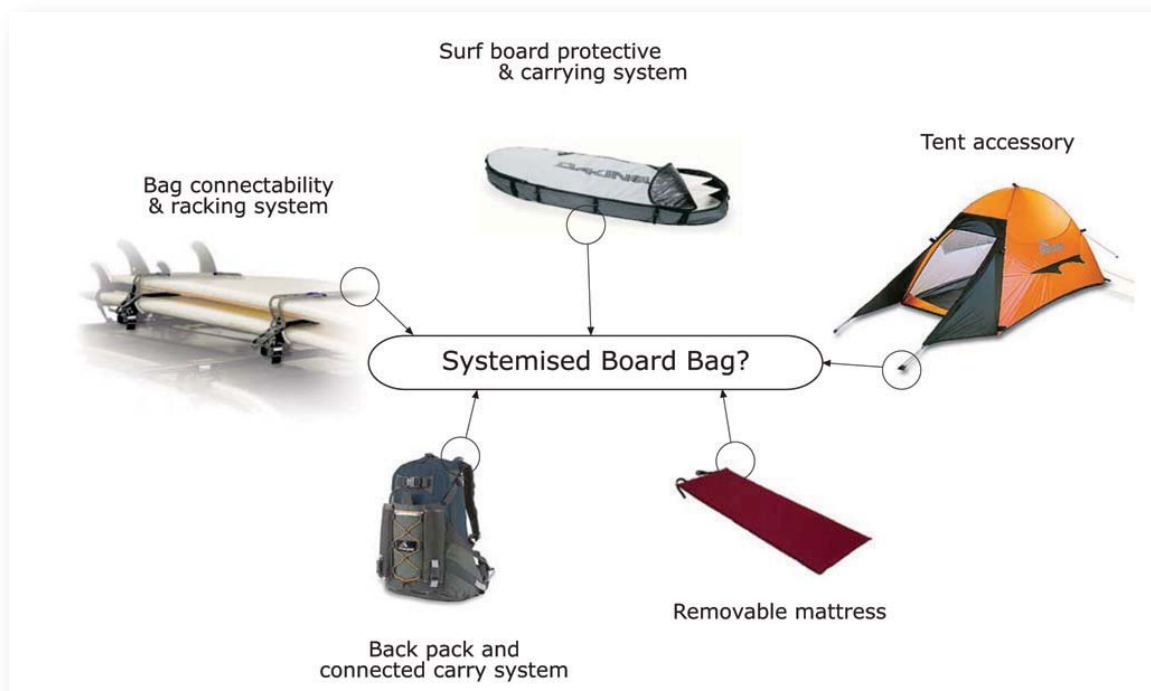 Surf board protective
& carrying system
Tent accessory
Bag connectability
& racking system
DAKINE
Systemised Board Bag?
Removable mattress
Back pack and
connected carry system